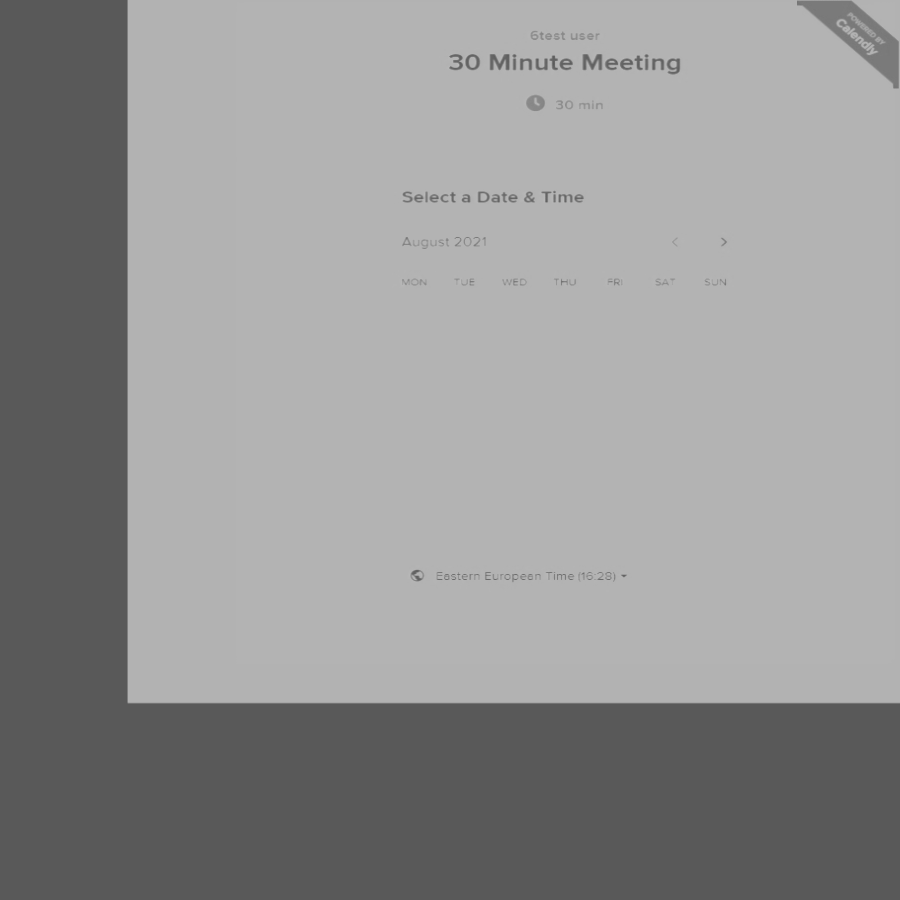 6test user
30 Minute Meeting
30 min
POWERED BY
Calendly
Select a Date & Time
August 2021
MON TUE WED THU FRI SAT SUN
Eastern European Time (16:28)